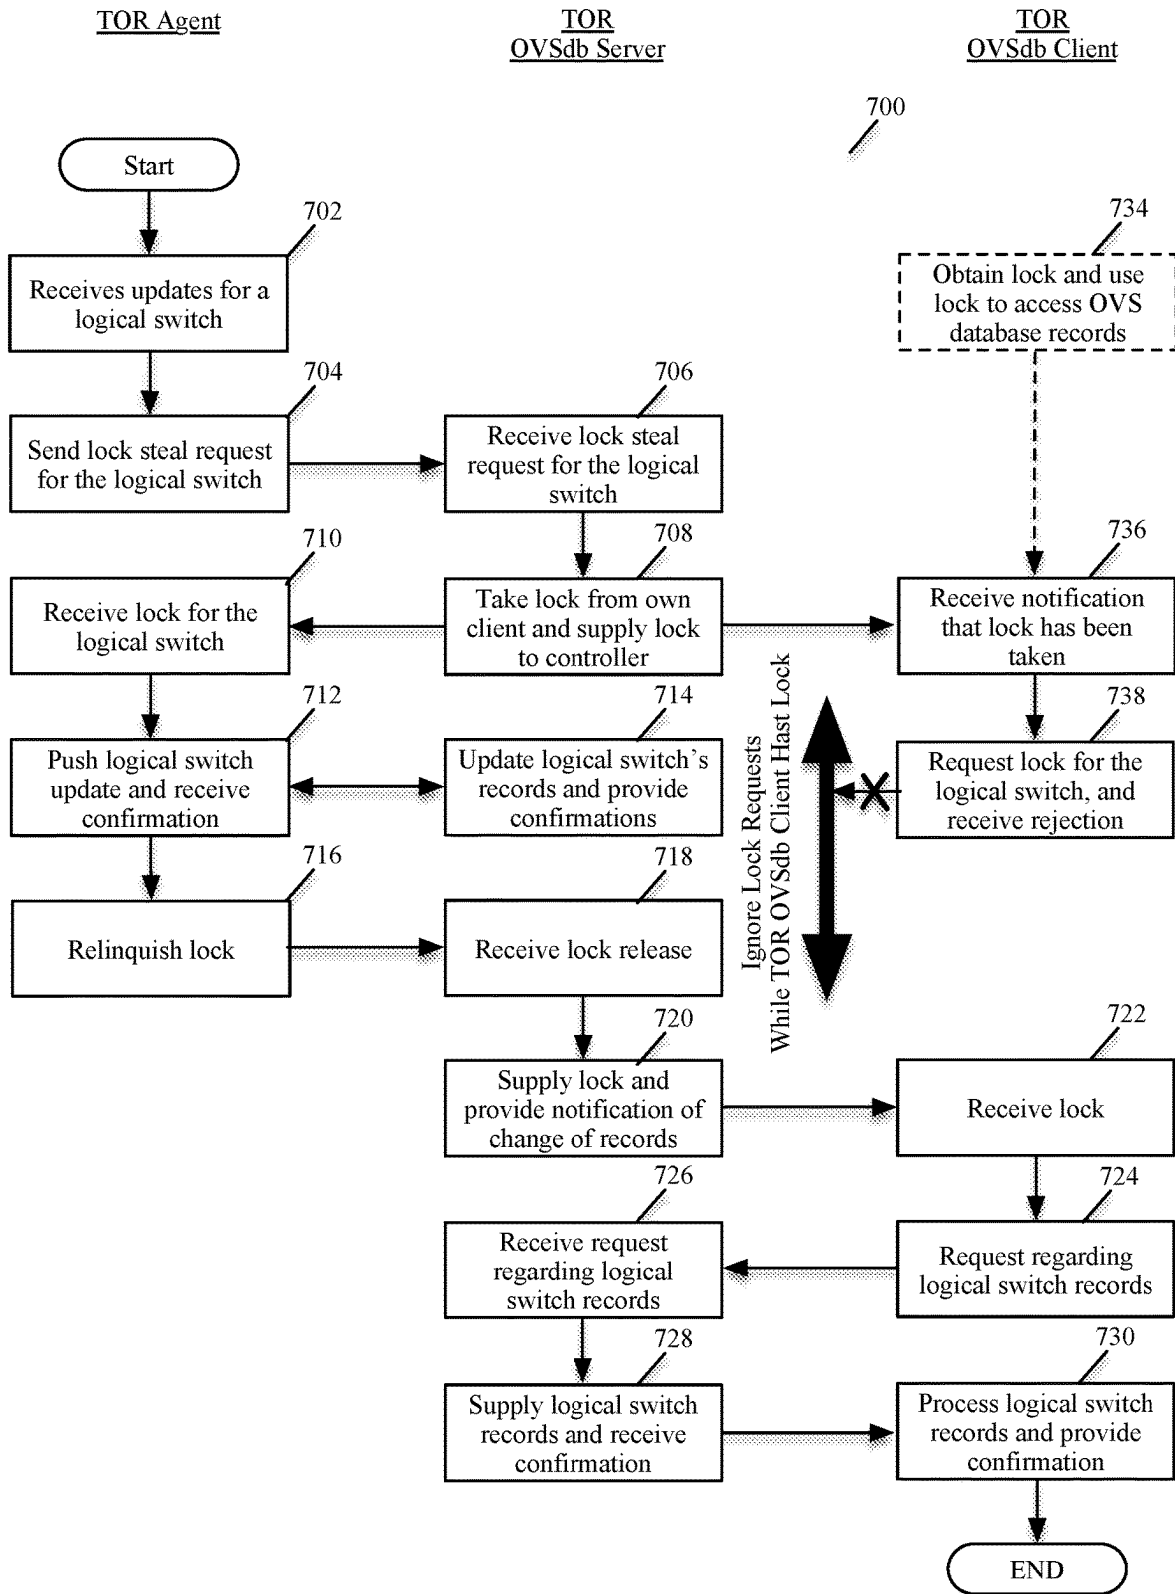 TOR Agent
TOR
OVSdb Server
TOR
OVSdb Client
700
Start
702
734
Receives updates for a
logical switch
Obtain lock and use
lock to access OVS
database records
704
706
Send lock steal request
for the logical switch
Receive lock steal
request for the logical
switch
710
708
736
Receive lock for the
logical switch
Take lock from own
client and supply lock
to controller
Receive notification
that lock has been
taken
712
714
738
Push logical switch
update and receive
confirmation
Update logical switch's
records and provide
confirmations
Ignore Lock Requests
While TOR OVSdb Client Hast Lock
Request lock for the
logical switch, and
receive rejection
716
718
Relinquish lock
Receive lock release
720
722
Supply lock and
provide notification of
change of records
Receive lock
726
724
Receive request
regarding logical
switch records
Request regarding
logical switch records
728
730
Supply logical switch
records and receive
confirmation
Process logical switch
records and provide
confirmation
END